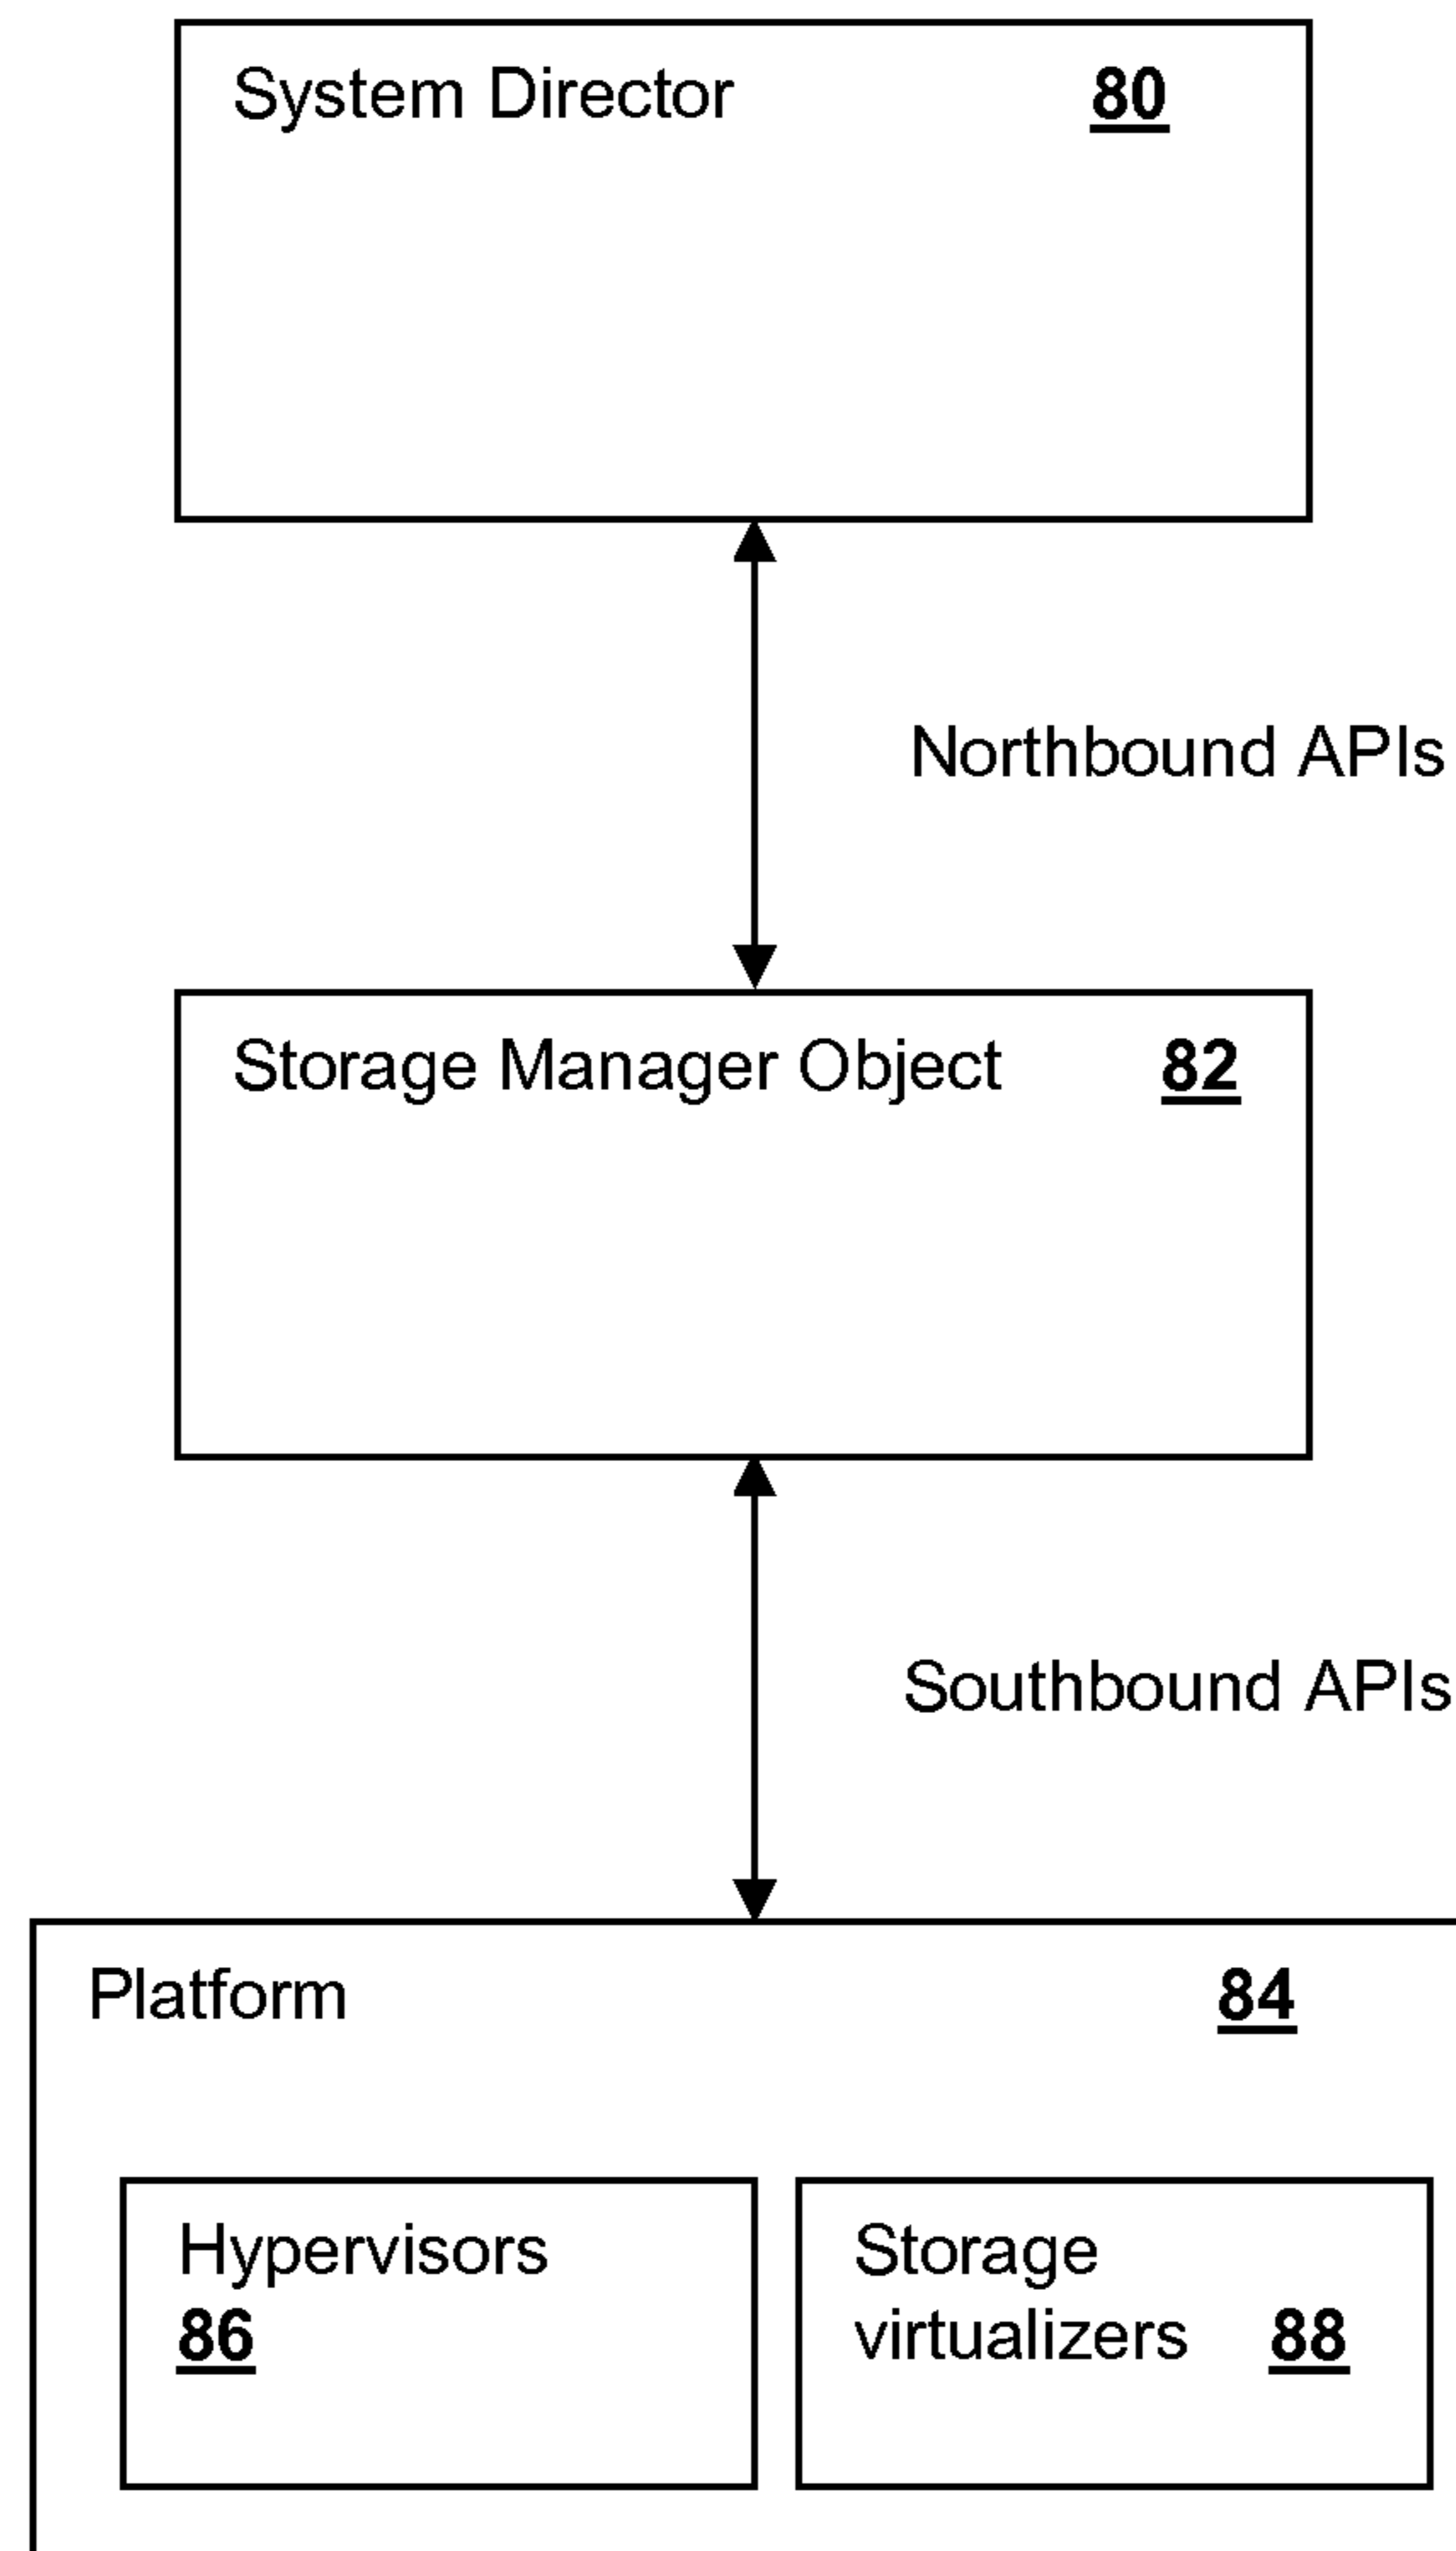 System Director 80
Northbound APIs
Storage Manager Object 82
Southbound APIs
Platform 84
Hypervisors
86
Storage
virtualizers 88